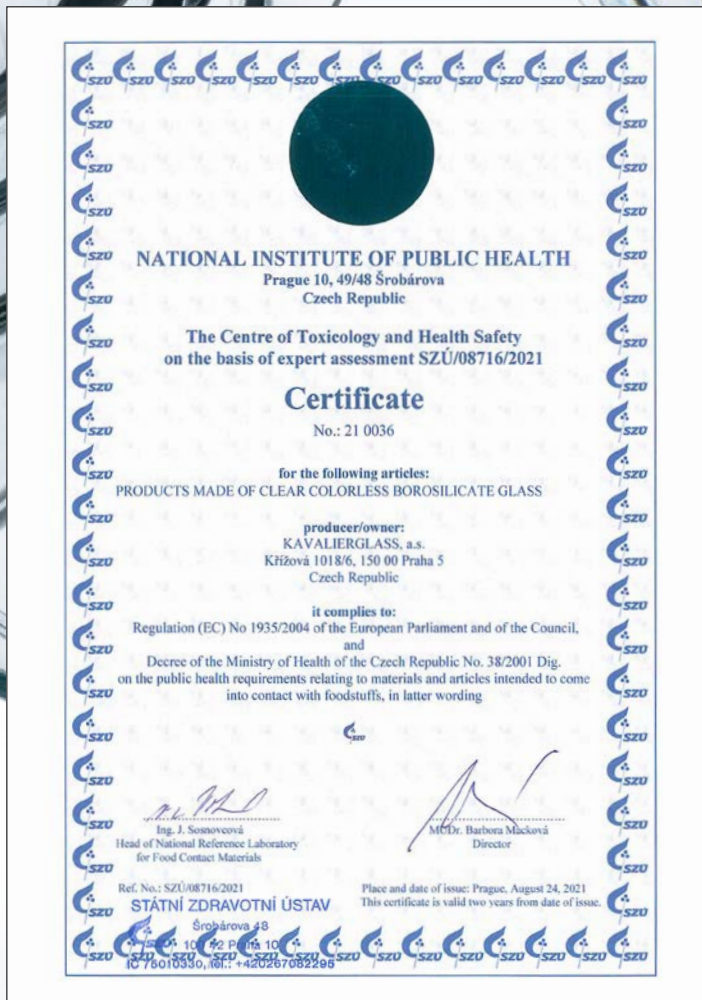 NATIONAL INSTITUTE OF PUBLIC HEALTH
Prague 10, 49/48 Šrobárova
Czech Republic
The Centre of Toxicology and Health Safety
on the basis of expert assessment SZÚ/08716/2021
Certificate
No.: 21 0036
for the following articles:
PRODUCTS MADE OF CLEAR COLORLESS BOROSILICATE GLASS
producer/owner:
KAVALIERGLASS, a.s.
Křížová 1018/6, 150 00 Praha 5
Czech Republic
it complies to:
Regulation (EC) No 1935/2004 of the European Parliament and of the Council,
and
Decree of the Ministry of Health of the Czech Republic No. 38/2001 Dig.
on the public health requirements relating to materials and articles intended to come
into contact with foodstuffs, in latter wording
SZÚ
Ing. J. Sosnovcová
Head of National Reference Laboratory
for Food Contact Materials
MUDr. Barbora Macková
Director
Ref. No.: SZÚ/08716/2021
Place and date of issue: Prague, August 24, 2021
This certificate is valid two years from date of issue.
STÁTNÍ ZDRAVOTNÍ ÚSTAV
Šrobárova 48
Praha 10
IČ 75010330, tel.: +420267082295